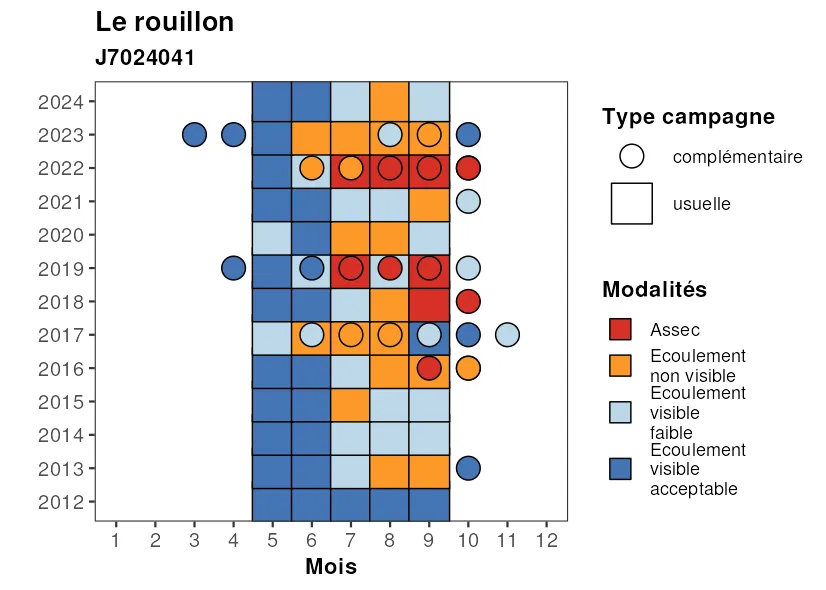 Le rouillon
J7024041
2024
2023
2022
2021
2020
2019
2018
2017
2016
2015
2014
2013
2012
1 2 3 4 5 6 7 8 9 10 11 12
Mois
Type campagne
complémentaire
usuelle
Modalités
Assec
Ecoulement
non visible
Ecoulement
visible
faible
Ecoulement
visible
acceptable